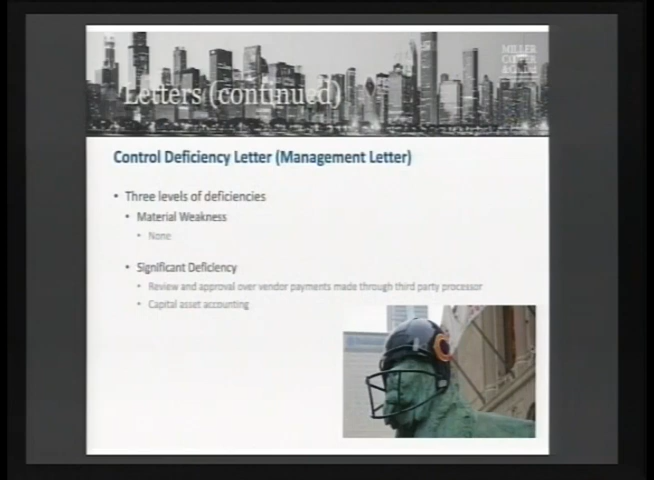 MILLER
COOPER
& Co., Ltd.
Letters (continued)
Control Deficiency Letter (Management Letter)
• Three levels of deficiencies
• Material Weakness
• None
• Significant Deficiency
• Review and approval over vendor payments made through third party processor
• Capital asset accounting